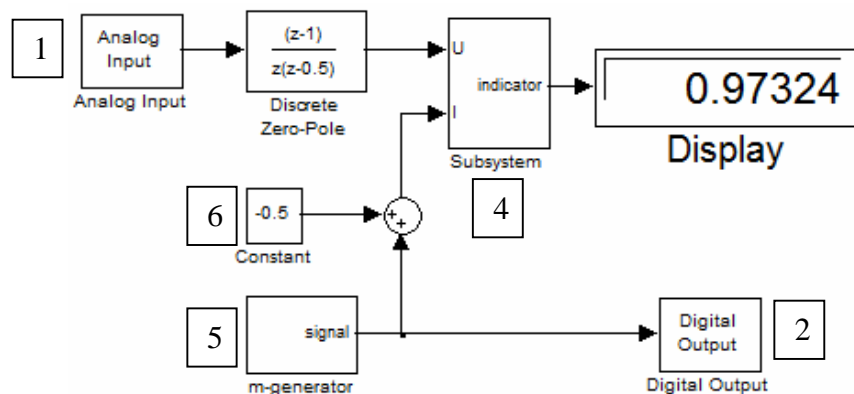 1
Analog
Input
Analog Input
(z-1)
z(z-0.5)
Discrete
Zero-Pole
U
I
indicator
Subsystem
4
0.97324
Display
6
-0.5
Constant
+
+
5
signal
m-generator
Digital
Output
Digital Output
2